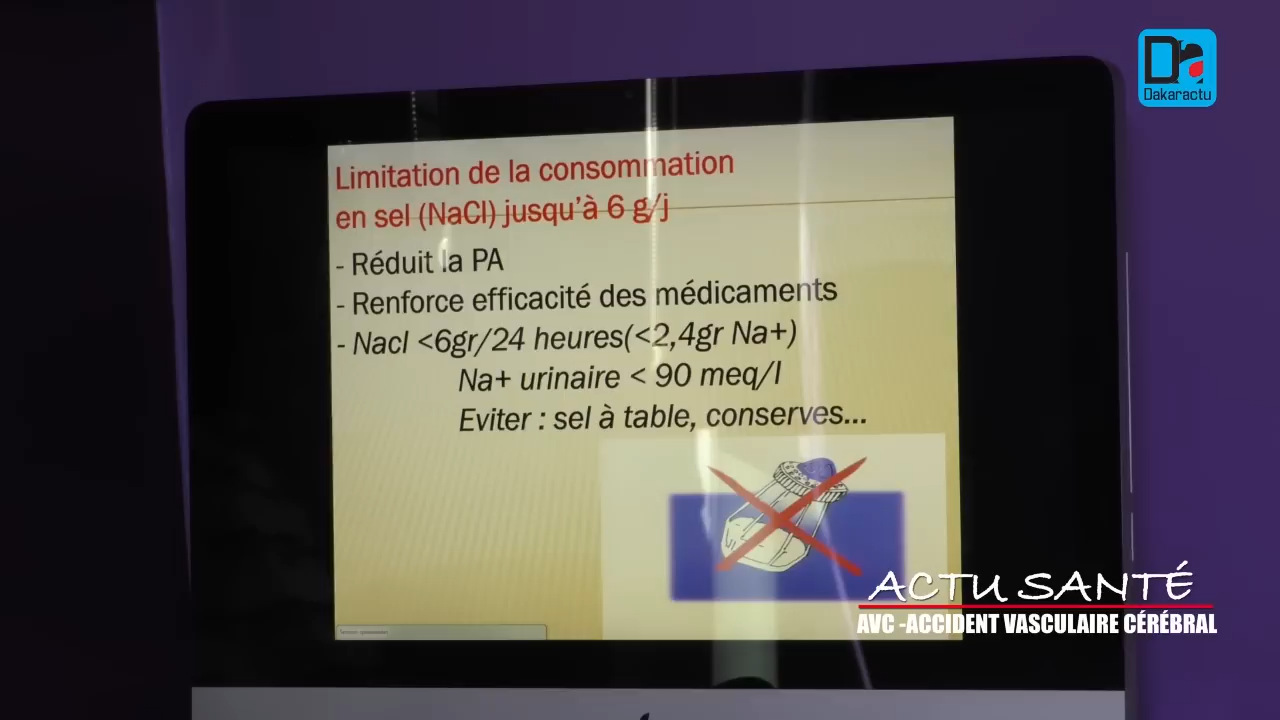 Da
Dakaractu
Limitation de la consommation
en sel (NaCl) jusqu'à 6 g/j
- Réduit la PA
- Renforce efficacité des médicaments
- Nacl <6gr/24 heures(<2,4gr Na+)
Na+ urinaire < 90 meq/l
Eviter : sel à table, conserves...
ACTU SANTÉ
AVC -ACCIDENT VASCULAIRE CÉRÉBRAL